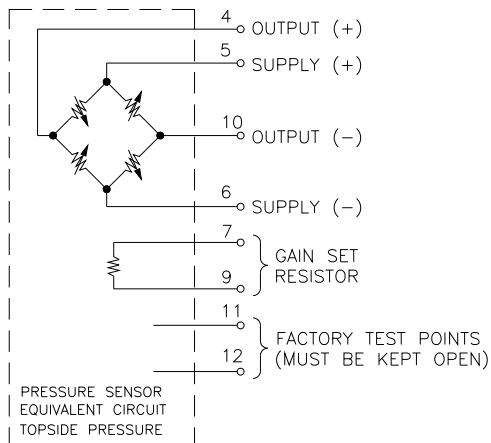 4
OUTPUT (+)
5
SUPPLY (+)
10
OUTPUT (-)
6
SUPPLY (-)
7
GAIN SET
RESISTOR
9
11
FACTORY TEST POINTS
(MUST BE KEPT OPEN)
12
PRESSURE SENSOR
EQUIVALENT CIRCUIT
TOPSIDE PRESSURE